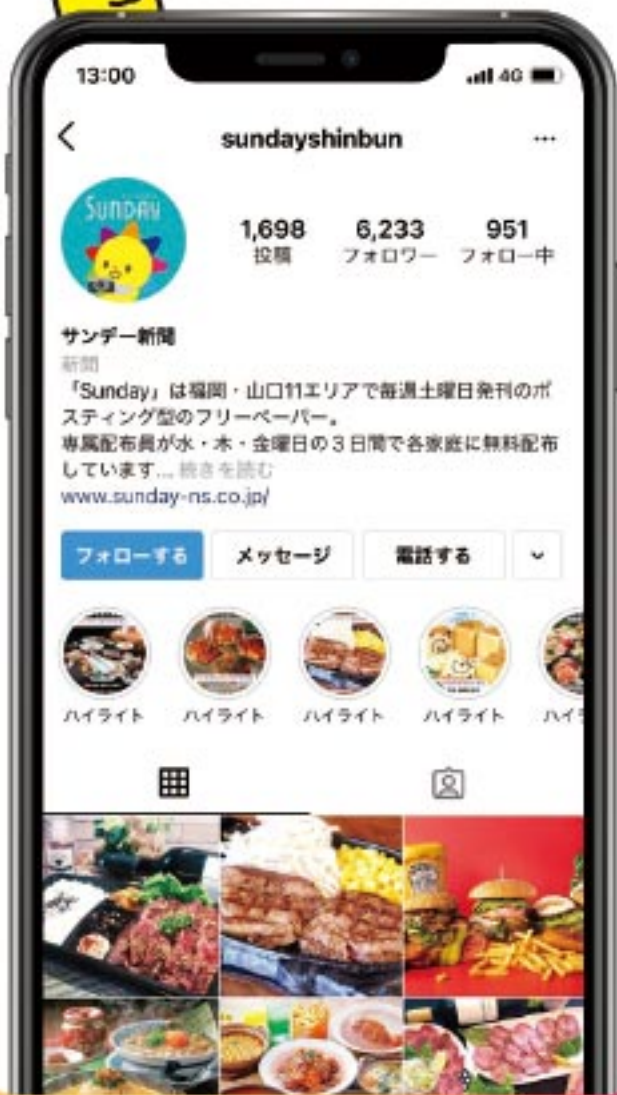 13:00
4G
sundayshinbun
...
SUNDAY
1,698
6,233
951
投稿
フォロワー
フォロー中
サンデー新聞
新聞
「Sunday」は福岡・山口11エリアで毎週土曜日発刊のポ
スティング型のフリーペーパー。
専属配布員が水・木・金曜日の3日間で各家庭に無料配布
しています... 続きを読む
www.sunday-ns.co.jp/
フォローする
メッセージ
電話する
ハイライト
ハイライト
ハイライト
ハイライト
ハイラ